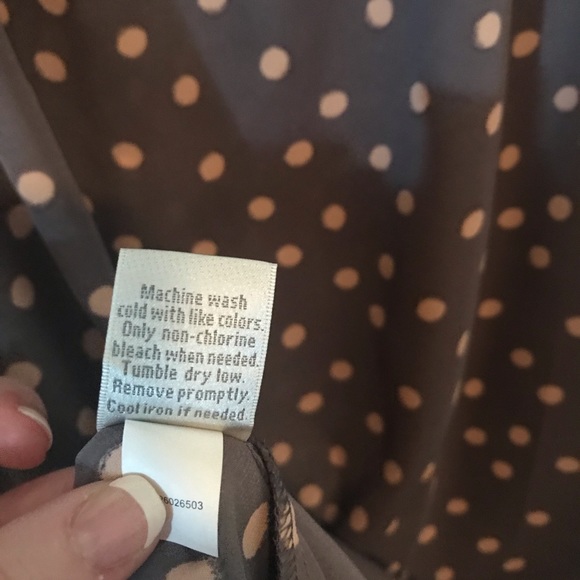 Machine wash
cold with like colors.
Only non-chlorine
bleach when needed.
Tumble dry low.
Remove promptly.
Cool iron if needed.